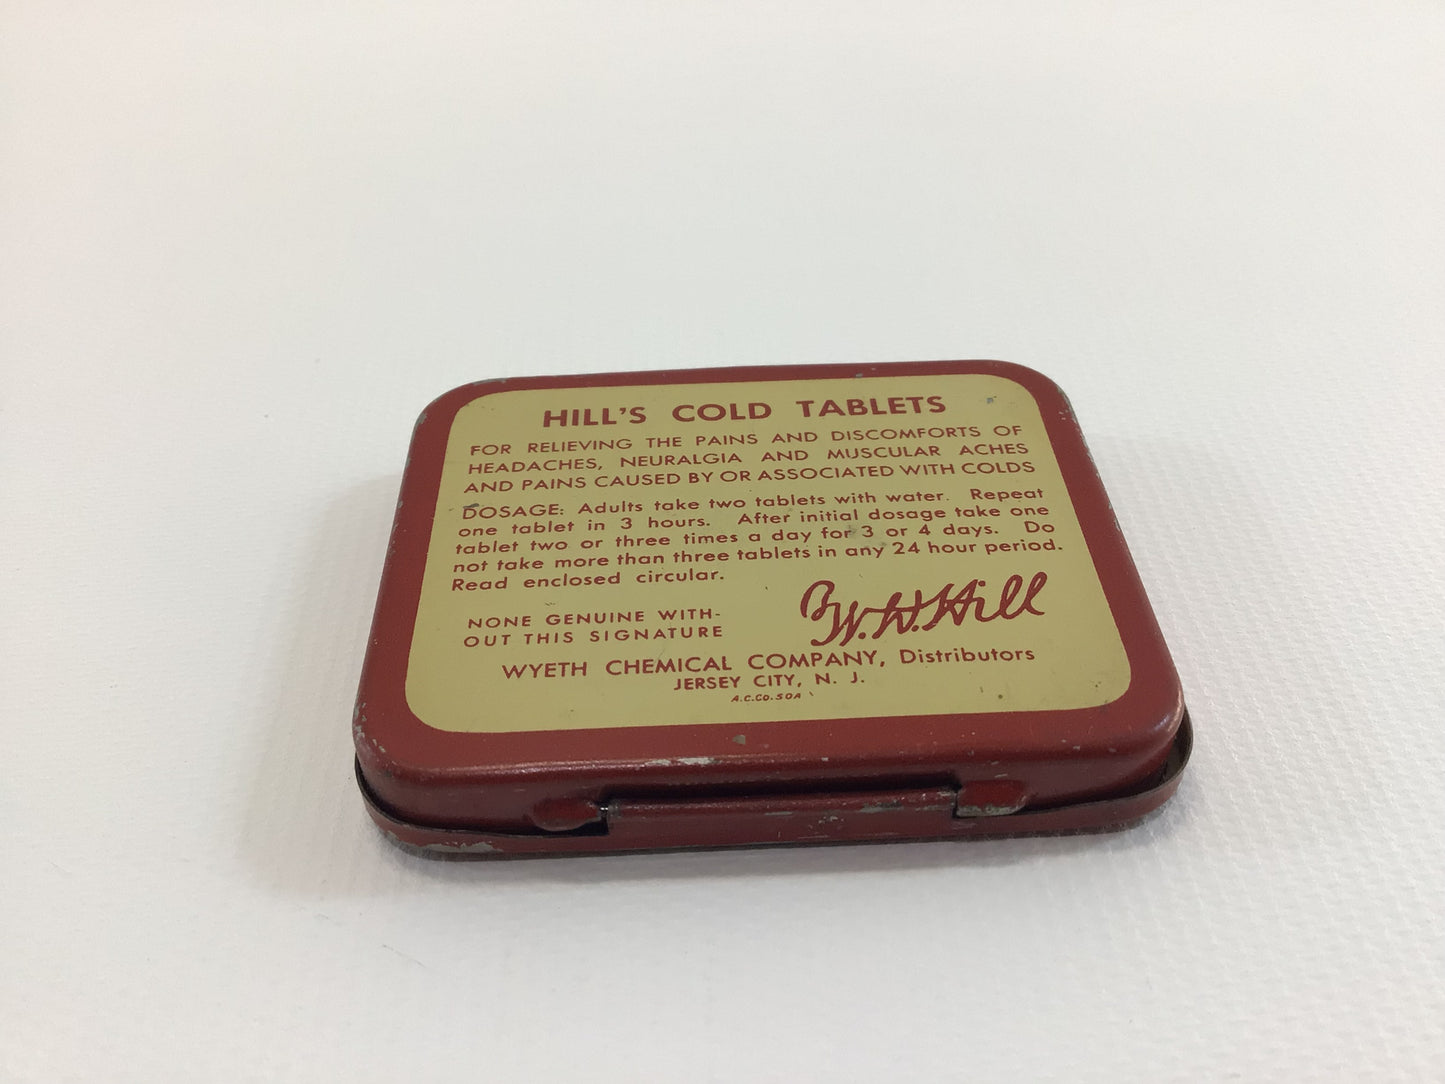 HILL'S COLD TABLETS
FOR RELIEVING THE PAINS AND DISCOMFORTS OF
HEADACHES, NEURALGIA AND MUSCULAR ACHES
AND PAINS CAUSED BY OR ASSOCIATED WITH COLDS
DOSAGE: Adults take two tablets with water. Repeat
one tablet in 3 hours. After initial dosage take one
tablet two or three times a day for 3 or 4 days. Do
not take more than three tablets in any 24 hour period.
Read enclosed circular.
NONE GENUINE WITH-
OUT THIS SIGNATURE
W. H. Hill
WYETH CHEMICAL COMPANY, Distributors
JERSEY CITY, N. J.
A.C.CO.50A